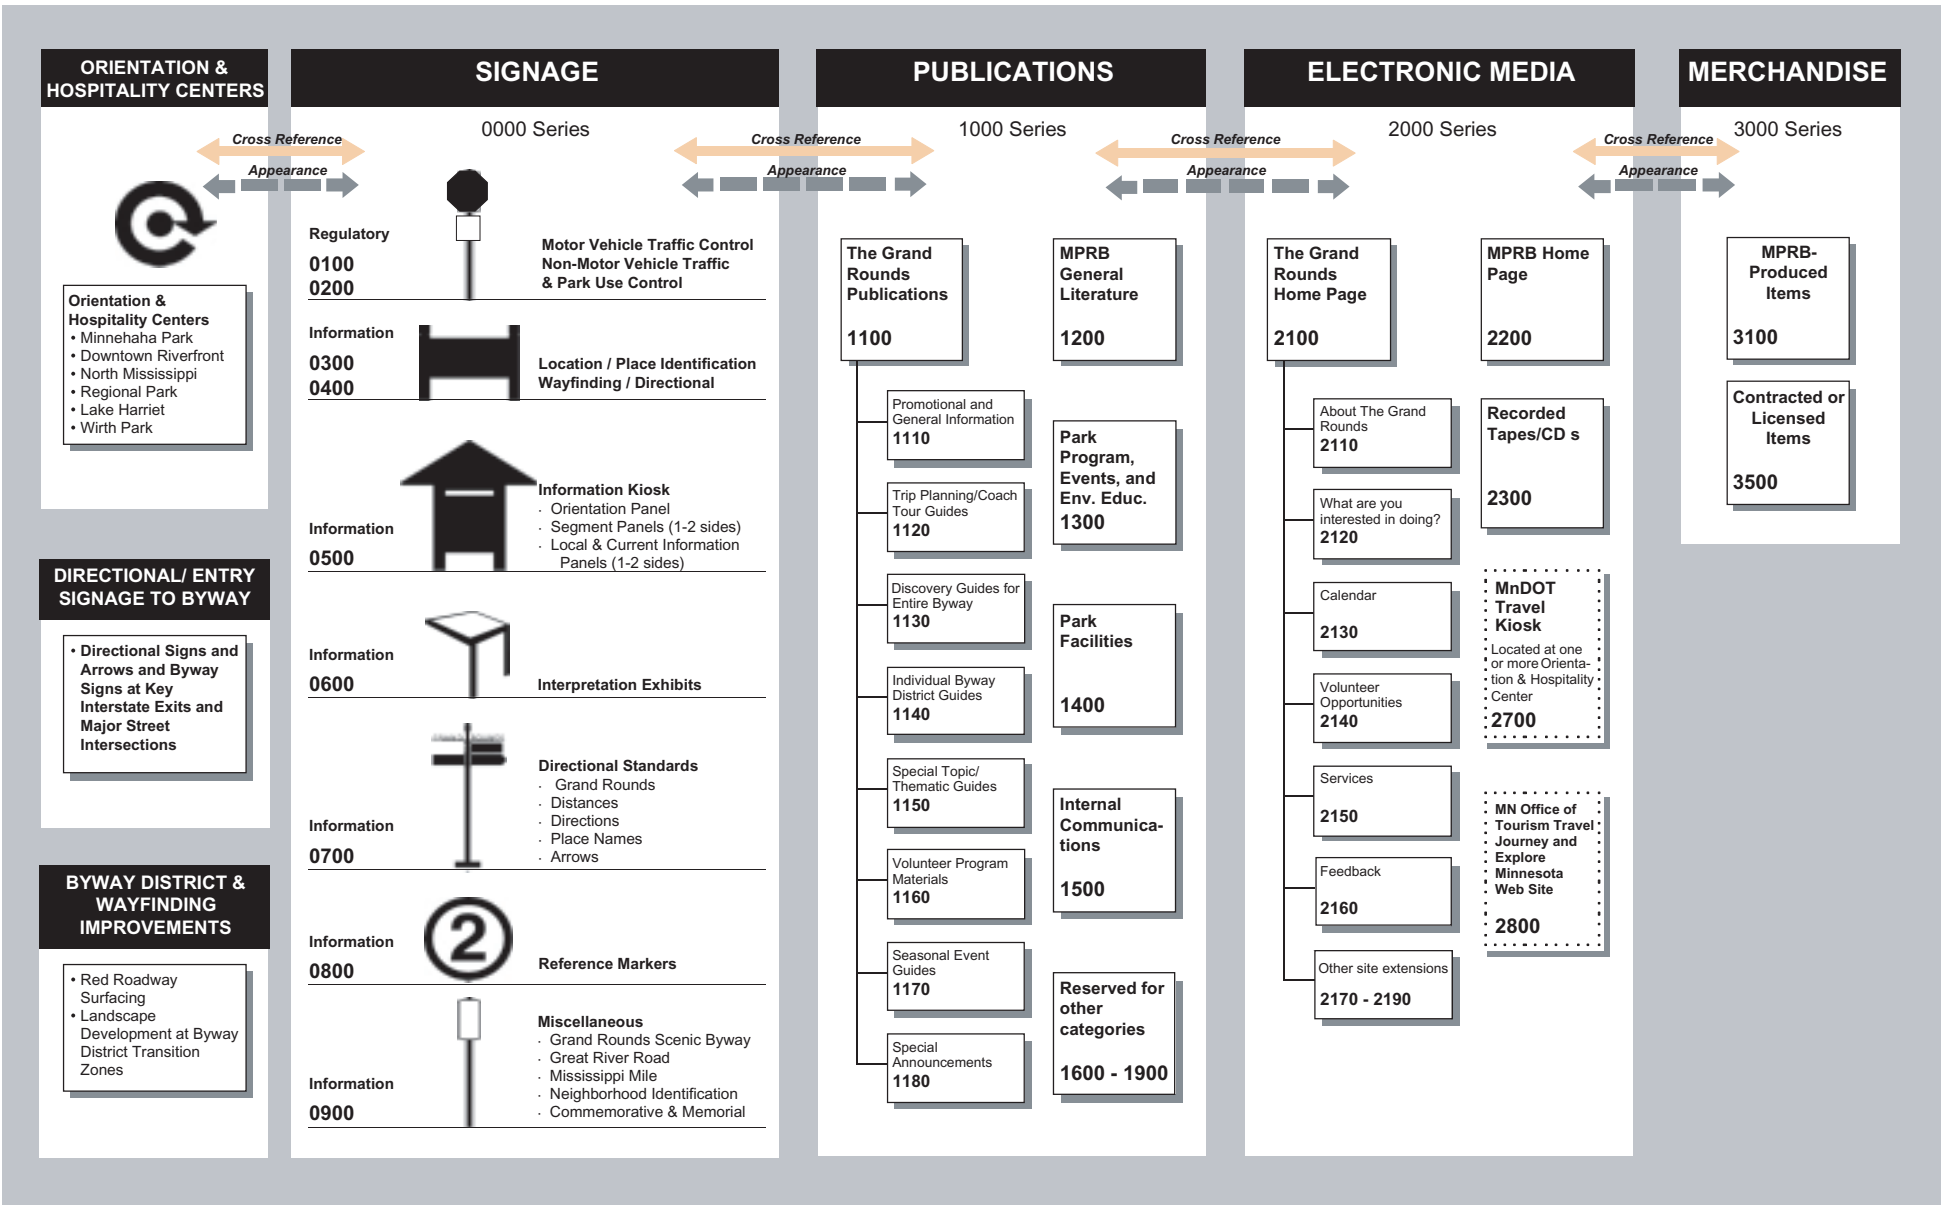 ORIENTATION &
HOSPITALITY CENTERS
Cross Reference
Appearance
Orientation &
Hospitality Centers
• Minnehaha Park
• Downtown Riverfront
• North Mississippi
• Regional Park
• Lake Harriet
• Wirth Park
DIRECTIONAL/ ENTRY
SIGNAGE TO BYWAY
• Directional Signs and
Arrows and Byway
Signs at Key
Interstate Exits and
Major Street
Intersections
BYWAY DISTRICT &
WAYFINDING
IMPROVEMENTS
• Red Roadway
Surfacing
• Landscape
Development at Byway
District Transition
Zones
SIGNAGE
0000 Series
Cross Reference
Appearance
Regulatory
0100
0200
Motor Vehicle Traffic Control
Non-Motor Vehicle Traffic
& Park Use Control
Information
0300
0400
Location / Place Identification
Wayfinding / Directional
Information
0500
Information Kiosk
· Orientation Panel
· Segment Panels (1-2 sides)
· Local & Current Information
Panels (1-2 sides)
Information
0600
Interpretation Exhibits
Information
0700
Directional Standards
· Grand Rounds
· Distances
· Directions
· Place Names
· Arrows
Information
0800
2
Reference Markers
Information
0900
Miscellaneous
· Grand Rounds Scenic Byway
· Great River Road
· Mississippi Mile
· Neighborhood Identification
· Commemorative & Memorial
PUBLICATIONS
1000 Series
Cross Reference
Appearance
The Grand
Rounds
Publications
1100
Promotional and
General Information
1110
Trip Planning/Coach
Tour Guides
1120
Discovery Guides for
Entire Byway
1130
Individual Byway
District Guides
1140
Special Topic/
Thematic Guides
1150
Volunteer Program
Materials
1160
Seasonal Event
Guides
1170
Special
Announcements
1180
MPRB
General
Literature
1200
Park
Program,
Events, and
Env. Educ.
1300
Park
Facilities
1400
Internal
Communica-
tions
1500
Reserved for
other
categories
1600 - 1900
ELECTRONIC MEDIA
2000 Series
Cross Reference
Appearance
The Grand
Rounds
Home Page
2100
About The Grand
Rounds
2110
What are you
interested in doing?
2120
Calendar
2130
Volunteer
Opportunities
2140
Services
2150
Feedback
2160
Other site extensions
2170 - 2190
MPRB Home
Page
2200
Recorded
Tapes/CD s
2300
MnDOT
Travel
Kiosk
Located at one
or more Orienta-
tion & Hospitality
Center
2700
MN Office of
Tourism Travel
Journey and
Explore
Minnesota
Web Site
2800
MERCHANDISE
3000 Series
MPRB-
Produced
Items
3100
Contracted or
Licensed
Items
3500